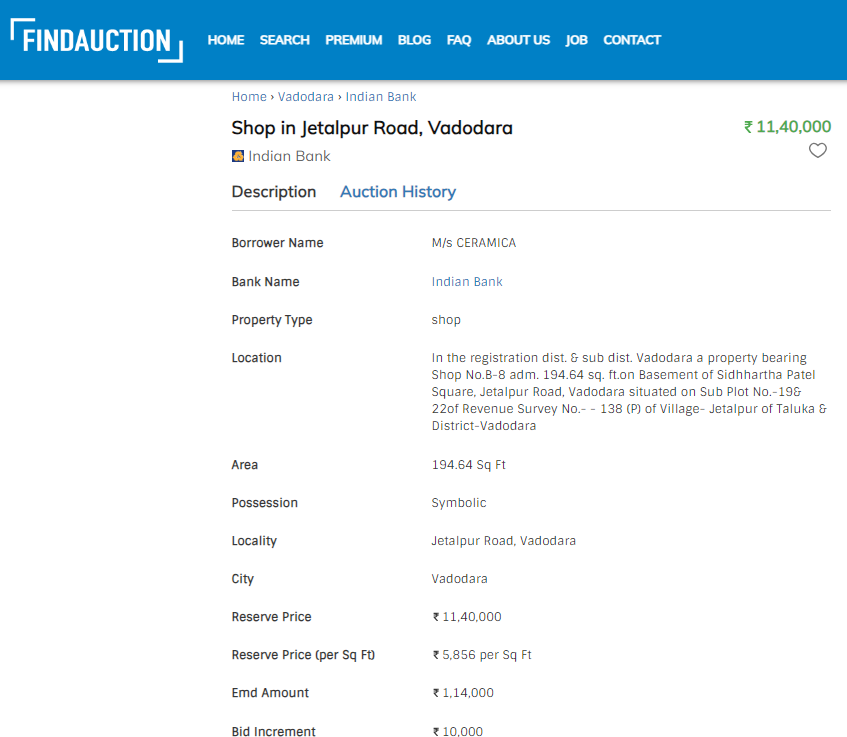 FINDAUCTION
HOME SEARCH PREMIUM BLOG FAQ ABOUT US JOB CONTACT
Home › Vadodara › Indian Bank
Shop in Jetalpur Road, Vadodara
₹ 11,40,000
Indian Bank
Description Auction History
Borrower Name M/s CERAMICA
Bank Name Indian Bank
Property Type shop
Location In the registration dist. & sub dist. Vadodara a property bearing
Shop No.B-8 adm. 194.64 sq. ft.on Basement of Sidhhartha Patel
Square, Jetalpur Road, Vadodara situated on Sub Plot No.-19&
22of Revenue Survey No.- - 138 (P) of Village- Jetalpur of Taluka &
District-Vadodara
Area 194.64 Sq Ft
Possession Symbolic
Locality Jetalpur Road, Vadodara
City Vadodara
Reserve Price ₹ 11,40,000
Reserve Price (per Sq Ft) ₹ 5,856 per Sq Ft
Emd Amount ₹ 1,14,000
Bid Increment ₹ 10,000